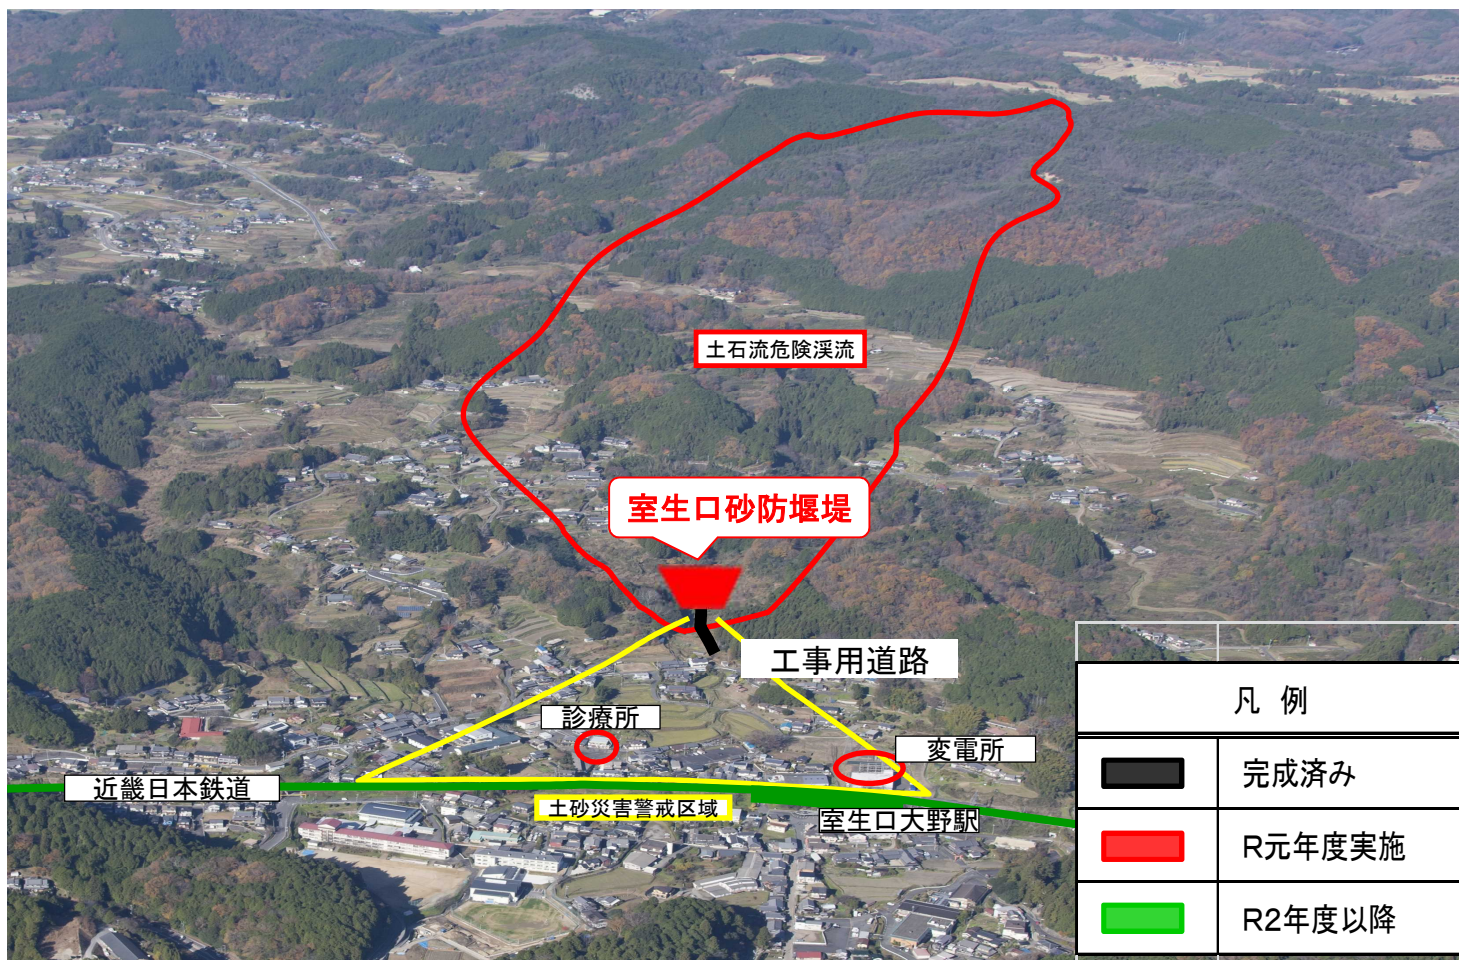 土石流危険渓流
室生口砂防堰堤
工事用道路
診療所
変電所
近畿日本鉄道
土砂災害警戒区域
室生口大野駅
凡 例
完成済み
R元年度実施
R2年度以降